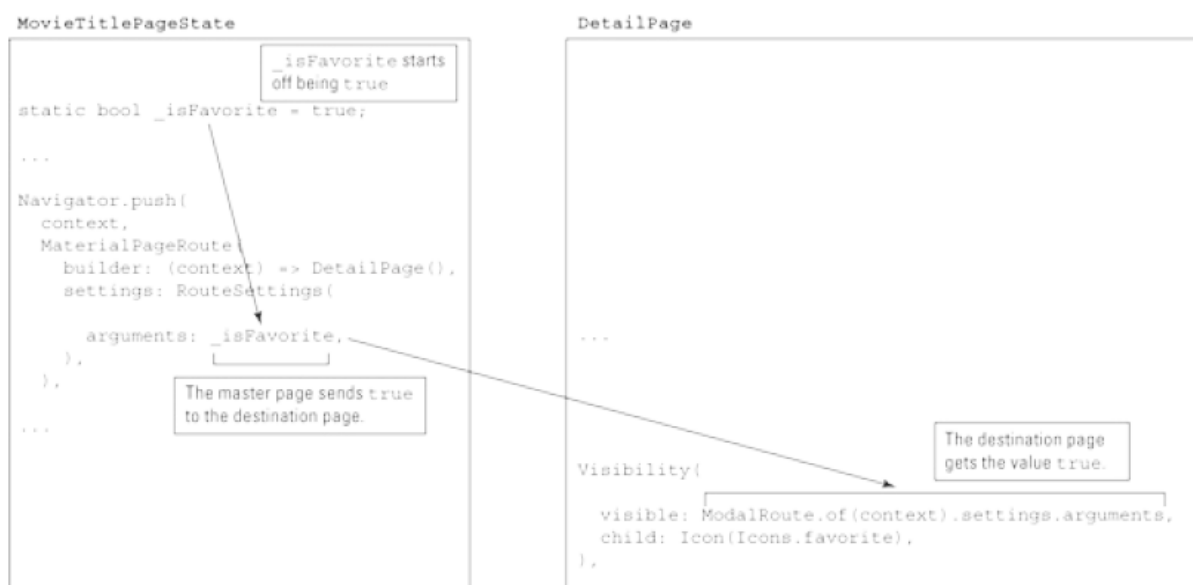 MovieTitlePageState
_isFavorite starts
off being true
static bool _isFavorite = true;
...
Navigator.push(
context,
MaterialPageRoute(
builder: (context) => DetailPage(),
settings: RouteSettings(
arguments: _isFavorite,
),
),
The master page sends true
to the destination page.
...
DetailPage
...
The destination page
gets the value true.
Visibility(
visible: ModalRoute.of(context).settings.arguments,
child: Icon(Icons.favorite),
),